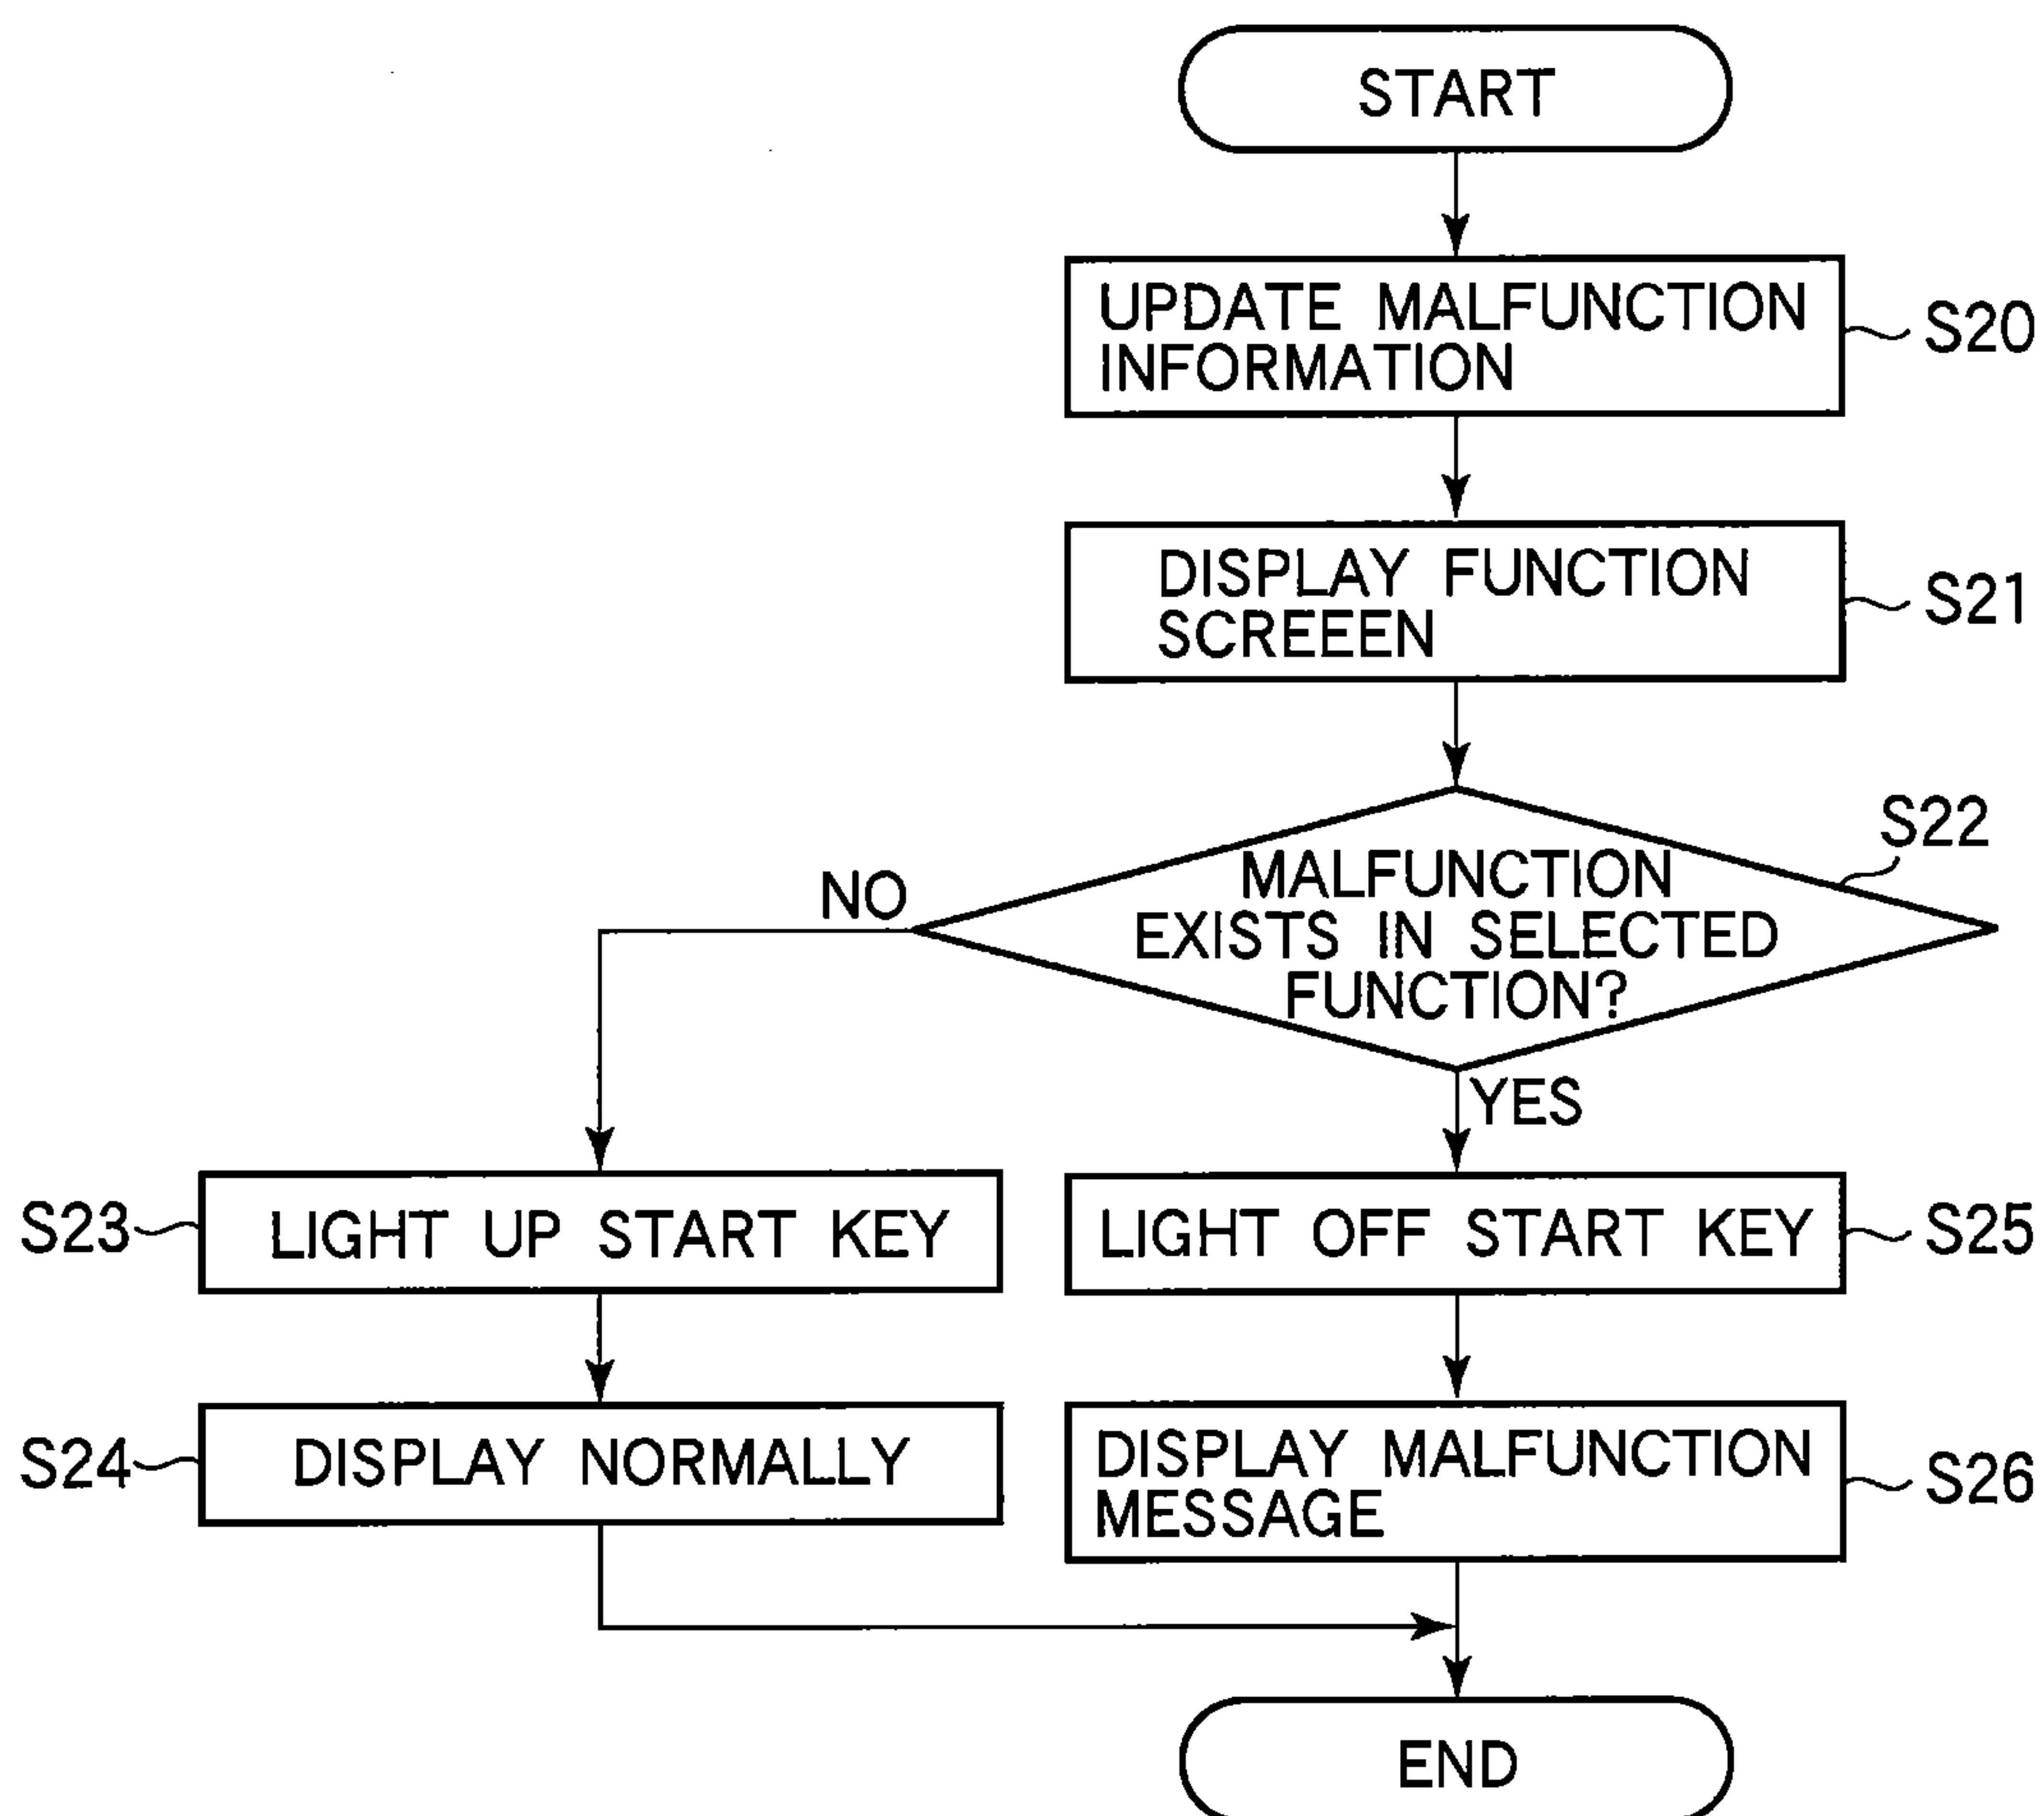 START
UPDATE MALFUNCTION
INFORMATION
S20
DISPLAY FUNCTION
SCREEEN
S21
S22
MALFUNCTION
EXISTS IN SELECTED
FUNCTION?
NO
YES
S23
LIGHT UP START KEY
LIGHT OFF START KEY
S25
S24
DISPLAY NORMALLY
DISPLAY MALFUNCTION
MESSAGE
S26
END